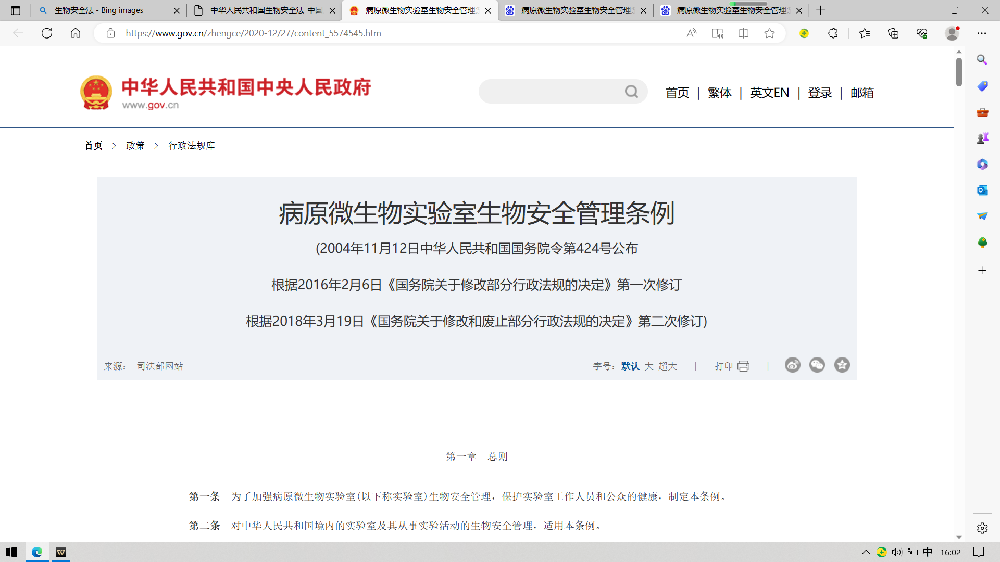 生物安全法 - Bing images
中华人民共和国生物安全法_中国
病原微生物实验室生物安全管理条
病原微生物实验室生物安全管理条
病原微生物实验室生物安全管理条
https://www.gov.cn/zhengce/2020-12/27/content_5574545.htm
中华人民共和国中央人民政府
www.gov.cn
首页 | 繁体 | 英文EN | 登录 | 邮箱
首页 > 政策 > 行政法规库
病原微生物实验室生物安全管理条例
(2004年11月12日中华人民共和国国务院令第424号公布
根据2016年2月6日《国务院关于修改部分行政法规的决定》第一次修订
根据2018年3月19日《国务院关于修改和废止部分行政法规的决定》第二次修订)
来源： 司法部网站
字号：默认 大 超大 | 打印 |
第一章 总则
第一条 为了加强病原微生物实验室(以下称实验室)生物安全管理，保护实验室工作人员和公众的健康，制定本条例。
第二条 对中华人民共和国境内的实验室及其从事实验活动的生物安全管理，适用本条例。
中 16:02